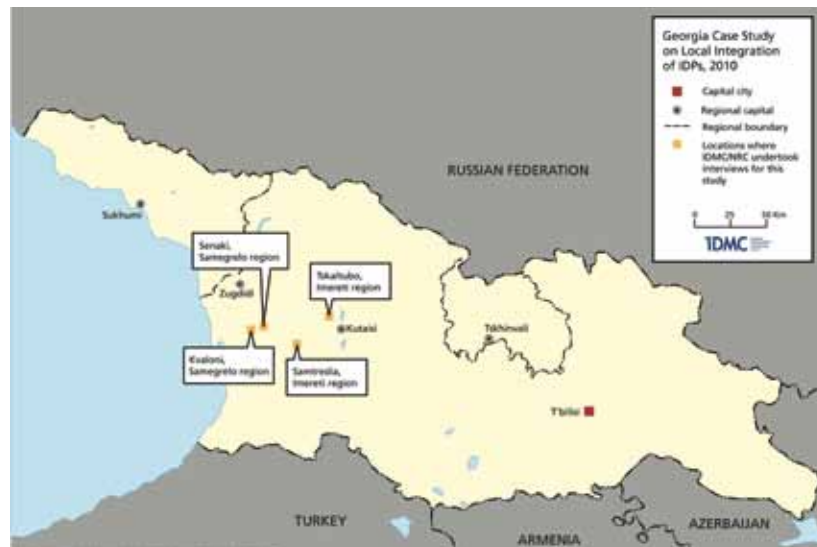 Georgia Case Study
on Local Integration
of IDPs, 2010
Capital city
Regional capital
Regional boundary
Locations where
IDMC/NRC undertook
interviews for this
study
0 25 50 Km
IDMC
RUSSIAN FEDERATION
Sukhumi
Senaki,
Samegrelo region
Tskaltubo,
Imereti region
Zugdidi
Kutaisi
Tskhinvali
Kvaloni,
Samegrelo region
Samtredia,
Imereti region
T'bilisi
TURKEY
ARMENIA
AZERBAIJAN